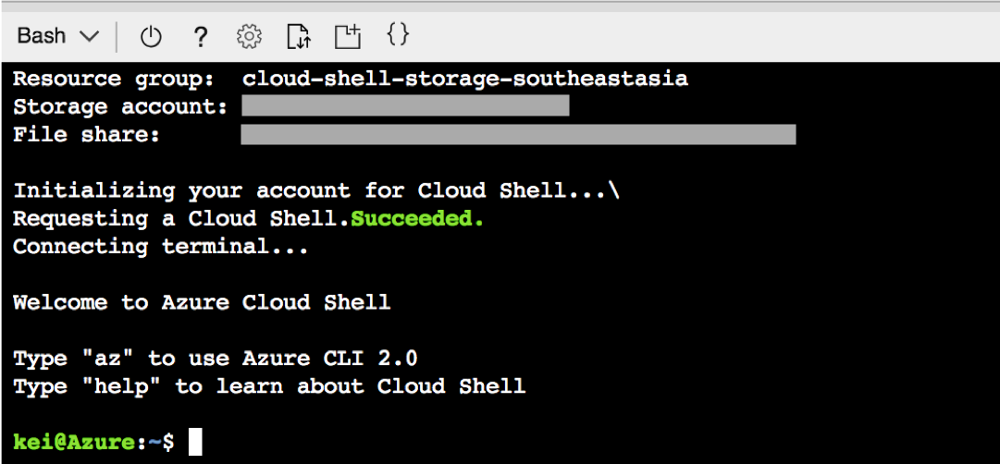 Bash
? {}
Resource group: cloud-shell-storage-southeastasia
Storage account:
File share:
Initializing your account for Cloud Shell...\
Requesting a Cloud Shell.Succeeded.
Connecting terminal...
Welcome to Azure Cloud Shell
Type "az" to use Azure CLI 2.0
Type "help" to learn about Cloud Shell
kei@Azure:~$